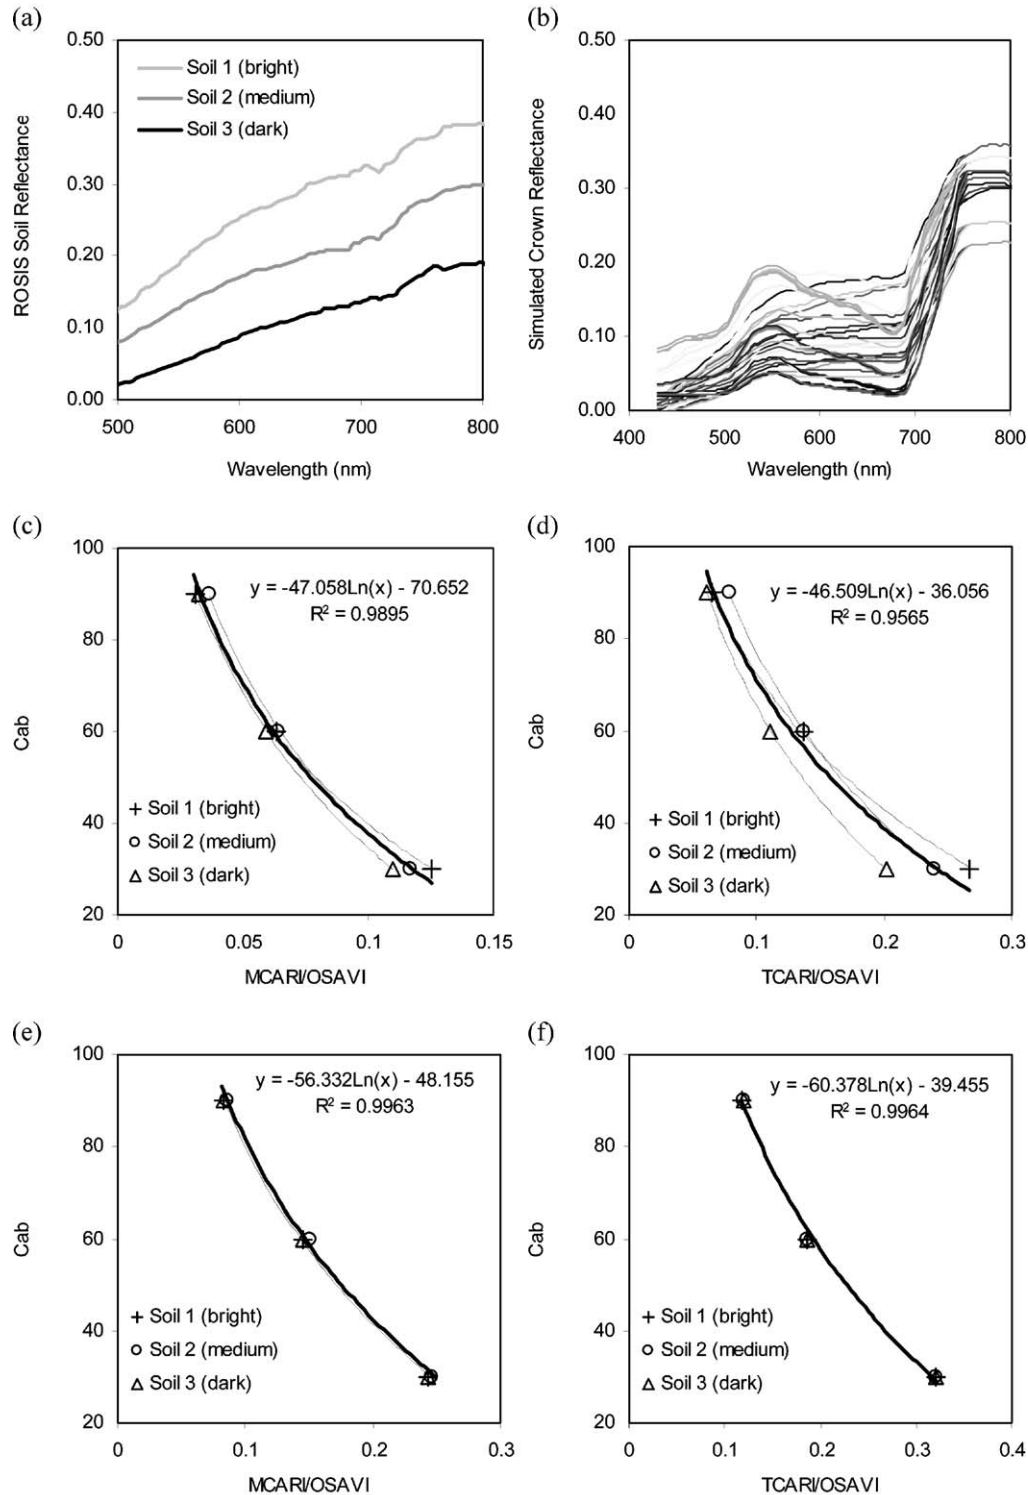 (a)
0.50
0.40
0.30
0.20
0.10
0.00
ROSIS Soil Reflectance
Soil 1 (bright)
Soil 2 (medium)
Soil 3 (dark)
500 600 700 800
Wavelength (nm)
(b)
0.50
0.40
0.30
0.20
0.10
0.00
Simulated Crown Reflectance
400 500 600 700 800
Wavelength (nm)
(c)
100
80
60
40
20
Cab
y = -47.058Ln(x) - 70.652
R² = 0.9895
Soil 1 (bright)
Soil 2 (medium)
Soil 3 (dark)
0 0.05 0.1 0.15
MCARI/OSAVI
(d)
100
80
60
40
20
Cab
y = -46.509Ln(x) - 36.056
R² = 0.9565
Soil 1 (bright)
Soil 2 (medium)
Soil 3 (dark)
0 0.1 0.2 0.3
TCARI/OSAVI
(e)
100
80
60
40
20
Cab
y = -56.332Ln(x) - 48.155
R² = 0.9963
Soil 1 (bright)
Soil 2 (medium)
Soil 3 (dark)
0 0.1 0.2 0.3
MCARI/OSAVI
(f)
100
80
60
40
20
Cab
y = -60.378Ln(x) - 39.455
R² = 0.9964
Soil 1 (bright)
Soil 2 (medium)
Soil 3 (dark)
0 0.1 0.2 0.3 0.4
TCARI/OSAVI